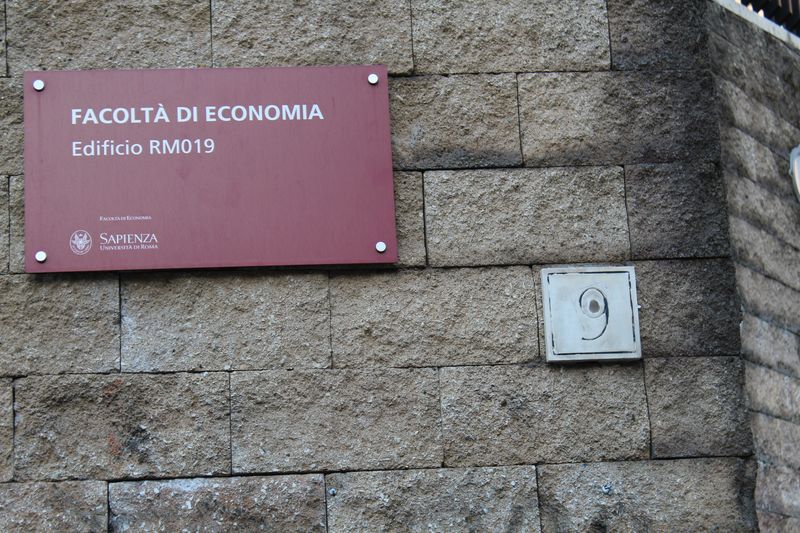 FACOLTÀ DI ECONOMIA
Edificio RM019
FACOLTÀ DI ECONOMIA
SAPIENZA
UNIVERSITÀ DI ROMA
9